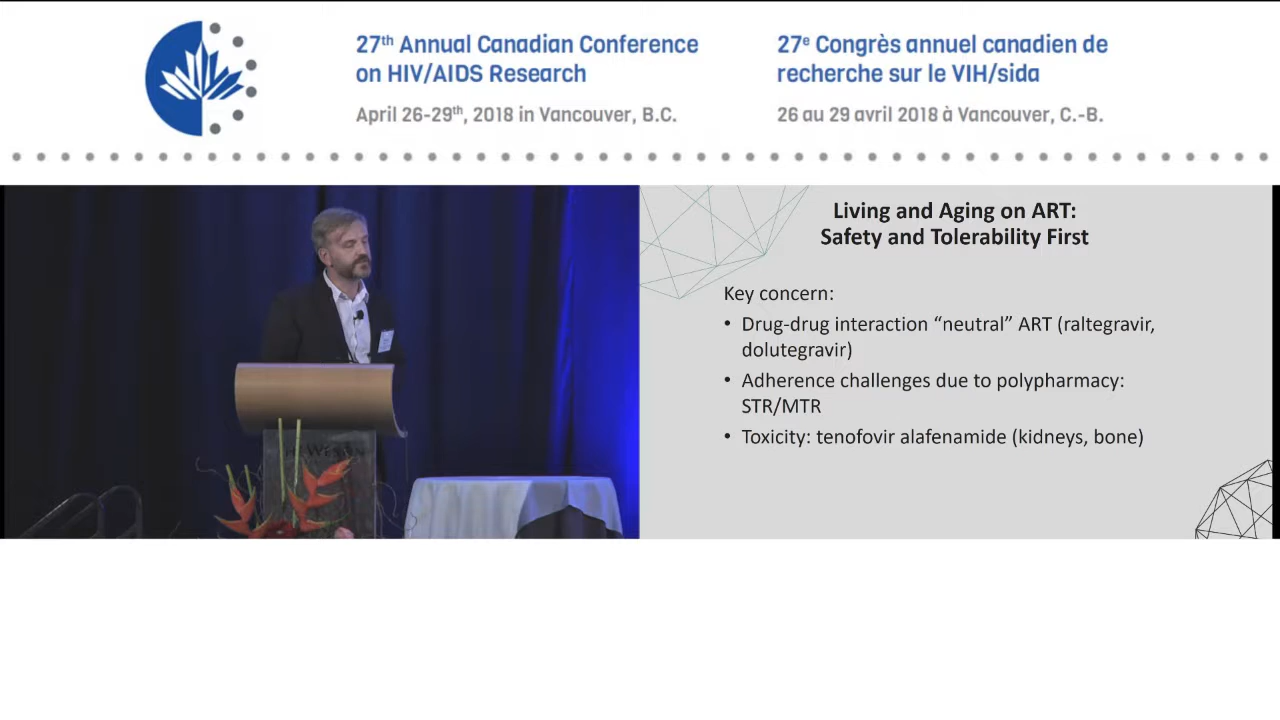 27th Annual Canadian Conference
on HIV/AIDS Research
April 26-29th, 2018 in Vancouver, B.C.
27e Congrès annuel canadien de
recherche sur le VIH/sida
26 au 29 avril 2018 à Vancouver, C.-B.
Living and Aging on ART:
Safety and Tolerability First
Key concern:
• Drug-drug interaction “neutral” ART (raltegravir,
dolutegravir)
• Adherence challenges due to polypharmacy:
STR/MTR
• Toxicity: tenofovir alafenamide (kidneys, bone)